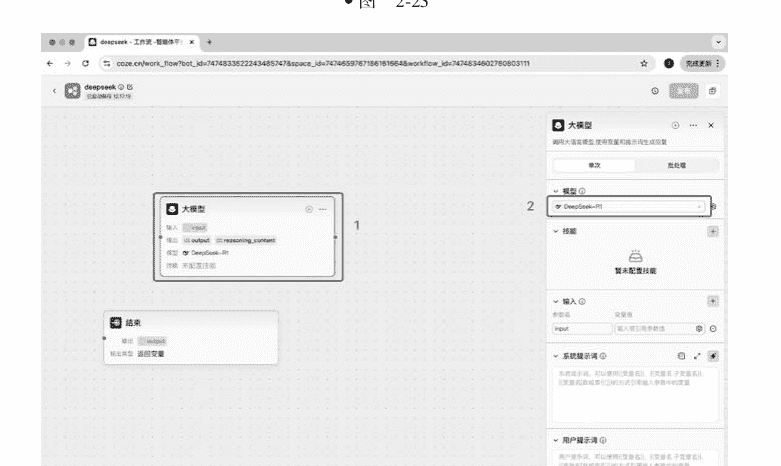 ●图 2-23
deepseek - 工作流 - 智能体平台
coze.cn/work_flow?bot_id=7474833522243485747&space_id=7474659767186161664&workflow_id=7474834602780803111
完成更新
deepseek
大模型
调用大语言模型,使用变量和提示词生成回复
单次 批处理
模型
2
DeepSeek-R1
大模型
输入 input
输出 output reasoning_content
模型 DeepSeek-R1
技能 未配置技能
1
技能
暂未配置技能
结束
输出 output
输出类型 返回变量
输入
参数名 变量值
input 输入或引用参数值
系统提示词
用户提示词